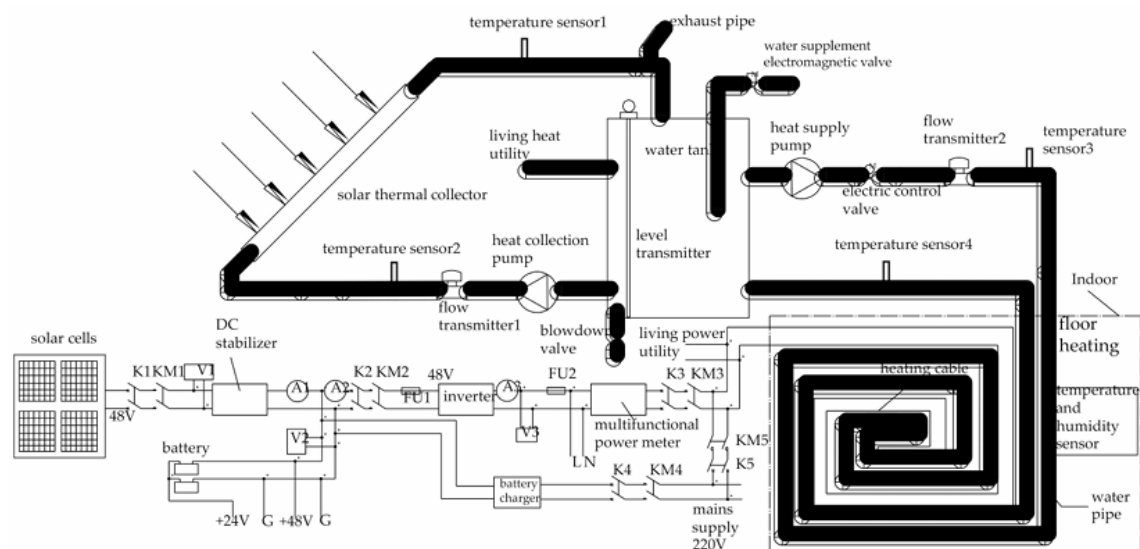 temperature sensor1
exhaust pipe
water supplement
electromagnetic valve
living heat
utility
water tan
heat supply
pump
flow
transmitter2
temperature
sensor3
solar thermal collector
electric control
valve
level
transmitter
temperature sensor2
heat collection
pump
temperature sensor4
flow
transmitter1
Indoor
solar cells
DC
stabilizer
blowdown
valve
living power
utility
floor
heating
heating cable
K1 KM1
V1
A1
A2
K2 KM2
48V
FU1
inverter
A3
FU2
K3 KM3
48V
multifunctional
power meter
temperature
and
humidity
sensor
V2
V3
L N
KM5
K5
battery
battery
charger
K4 KM4
+24V G +48V G
mains
supply
220V
water
pipe